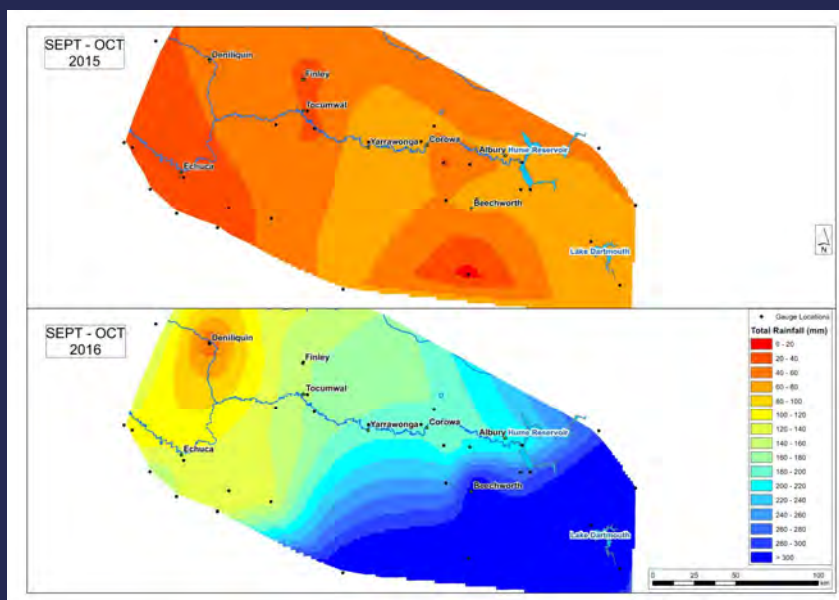 SEPT - OCT
2015
Deniliquin
Finley
Tocumwal
Yarrawonga
Corowa
Albury
Hume Reservoir
Echuca
Beechworth
Lake Dartmouth
N
SEPT - OCT
2016
Deniliquin
Finley
Tocumwal
Yarrawonga
Corowa
Albury
Hume Reservoir
Echuca
Beechworth
Lake Dartmouth
Gauge Locations
Total Rainfall (mm)
0 - 20
20 - 40
40 - 60
60 - 80
80 - 100
100 - 120
120 - 140
140 - 160
160 - 180
180 - 200
200 - 220
220 - 240
240 - 260
260 - 280
280 - 300
> 300
0 25 50 100
km